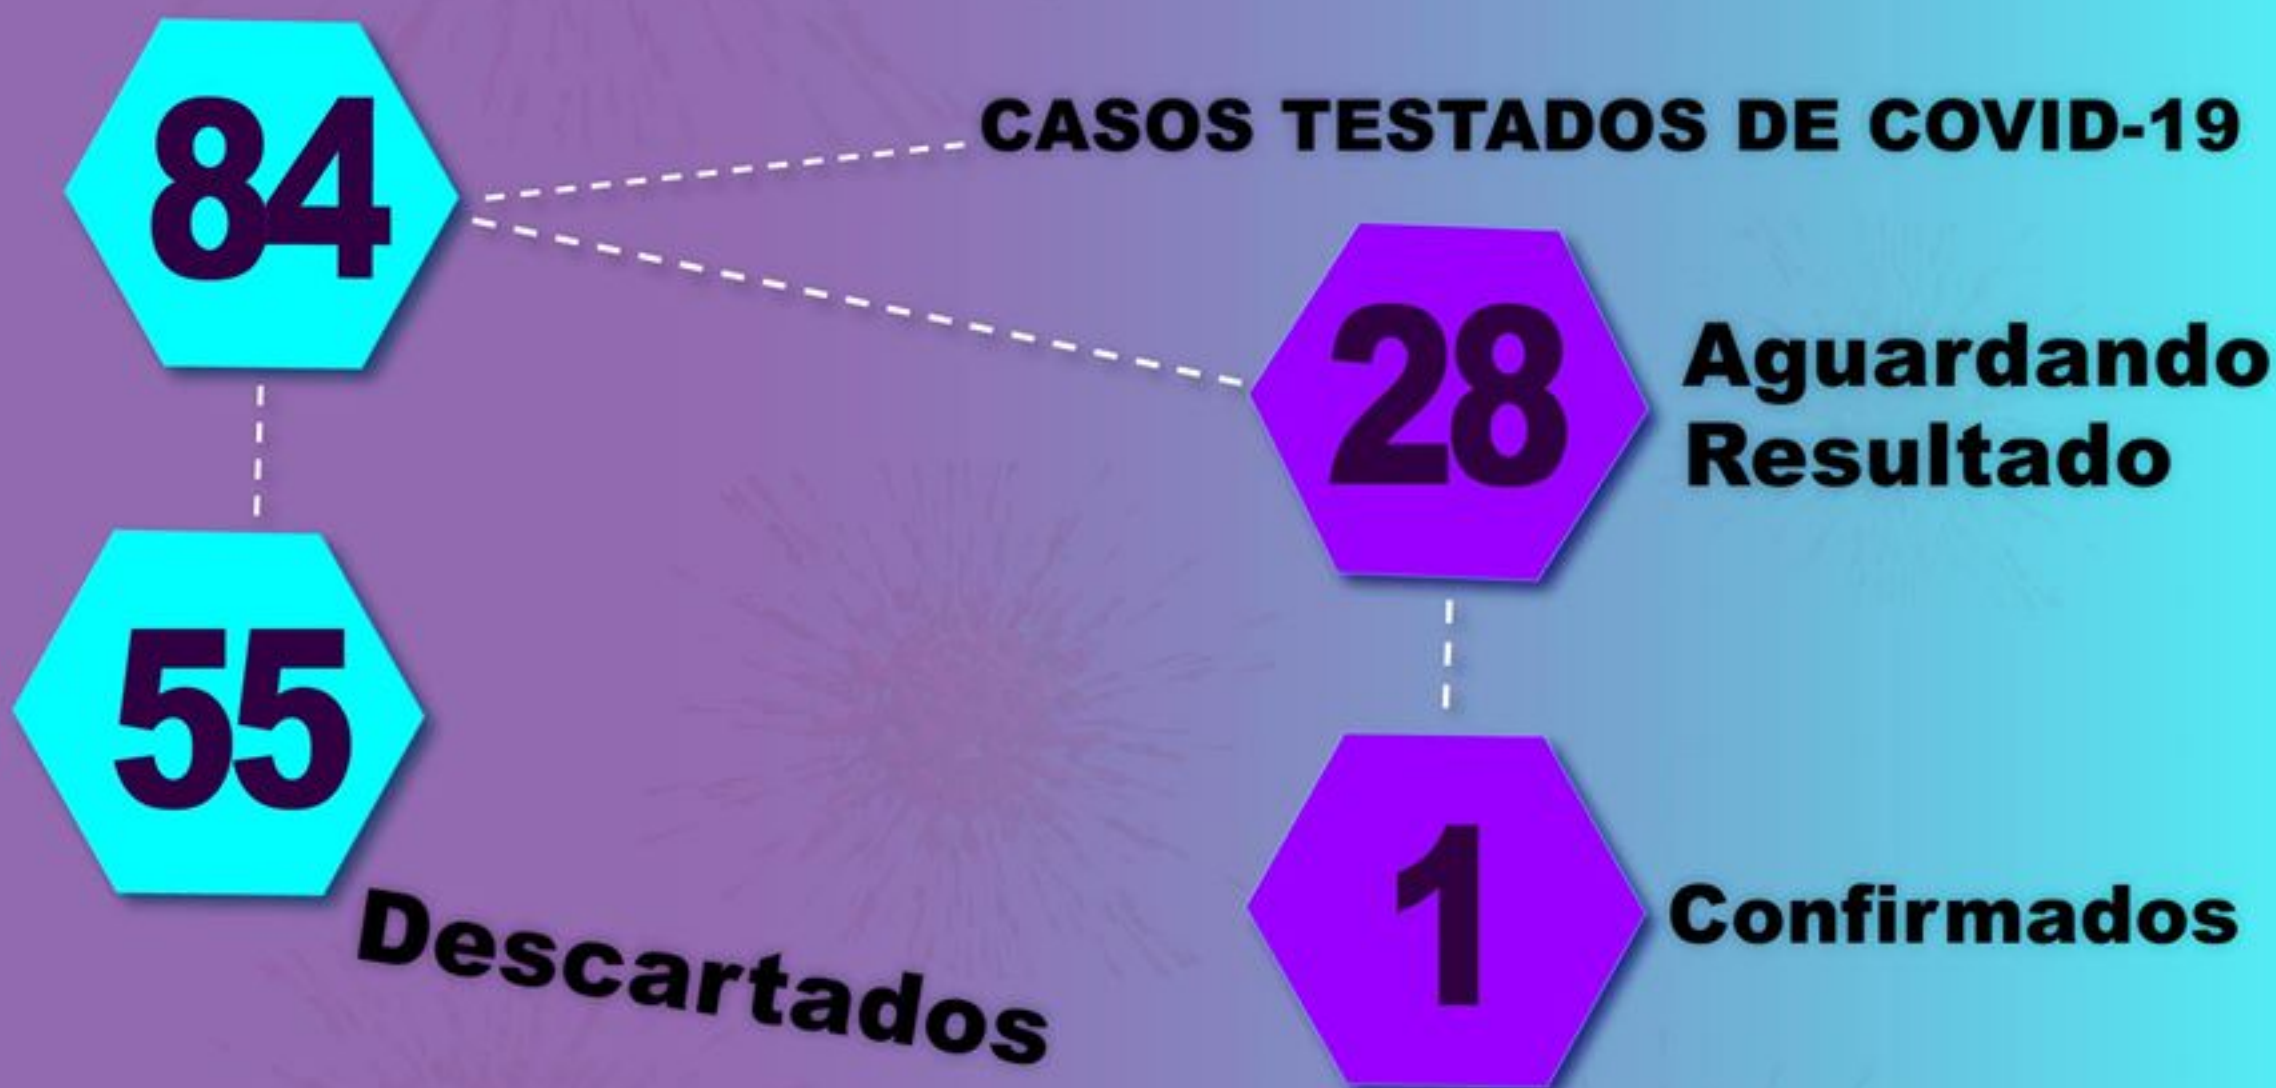 84
CASOS TESTADOS DE COVID-19
28
Aguardando
Resultado
55
Descartados
1
Confirmados